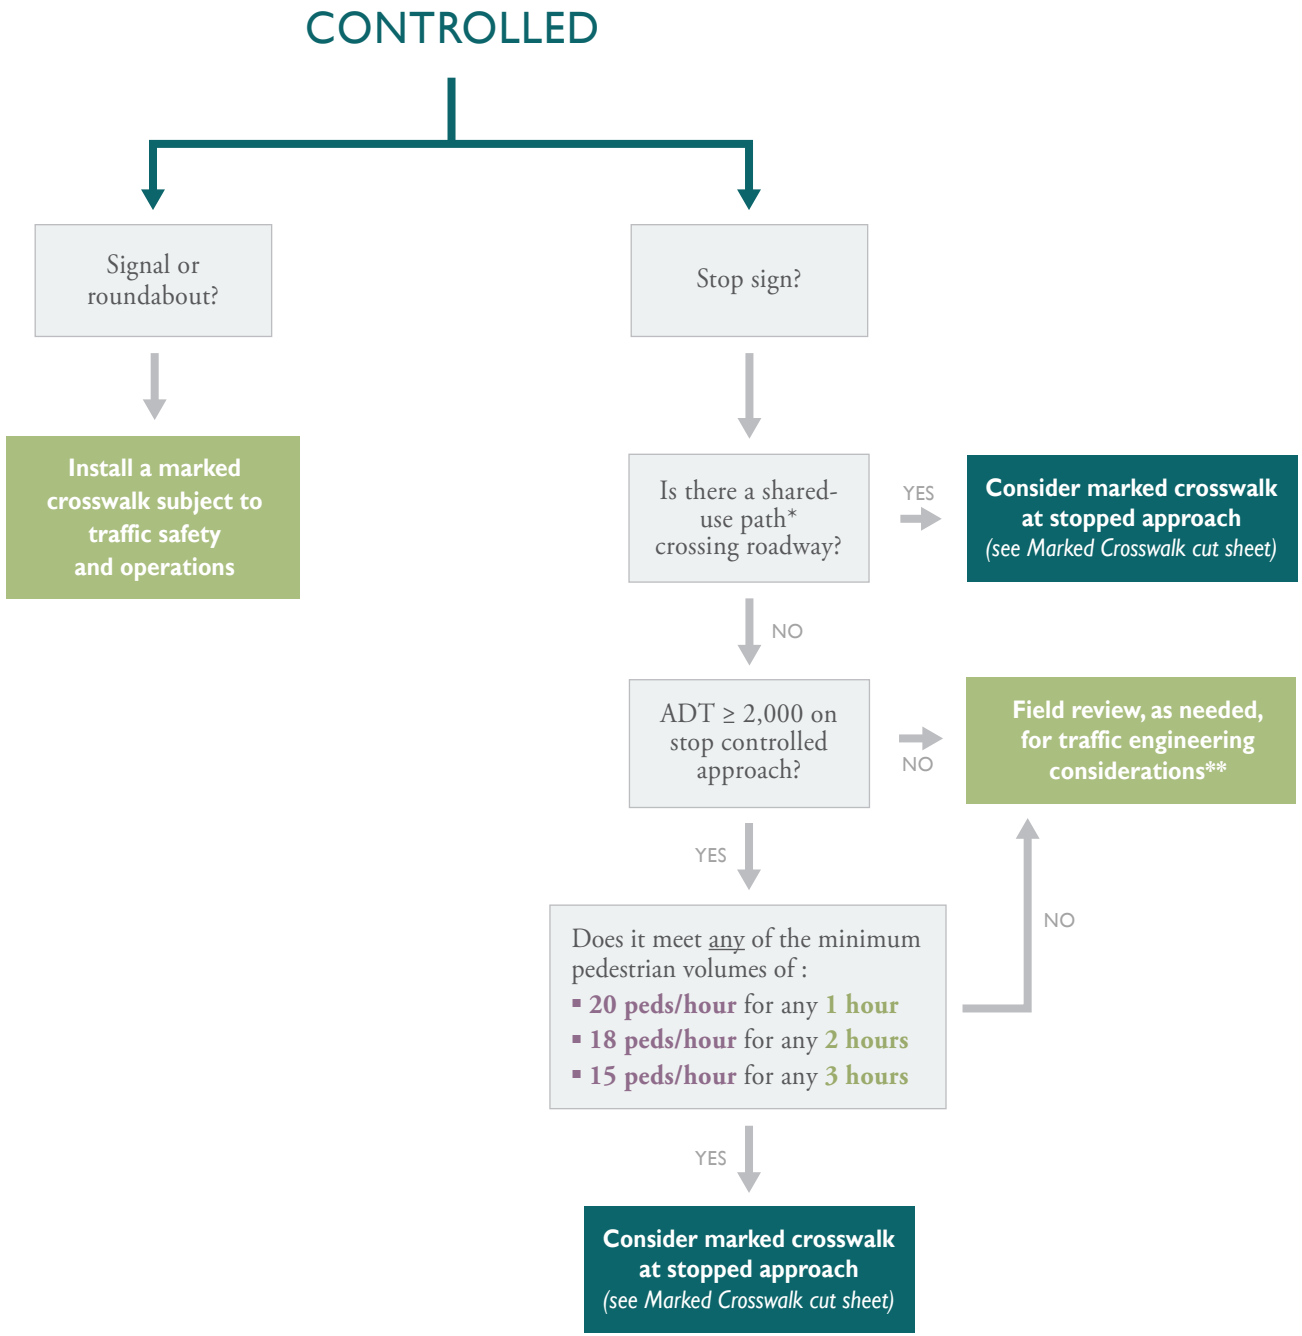 CONTROLLED
Signal or
roundabout?
Stop sign?
Install a marked
crosswalk subject to
traffic safety
and operations
Is there a shared-
use path*
crossing roadway?
YES
Consider marked crosswalk
at stopped approach
(see Marked Crosswalk cut sheet)
NO
ADT ≥ 2,000 on
stop controlled
approach?
NO
Field review, as needed,
for traffic engineering
considerations**
YES
NO
Does it meet any of the minimum
pedestrian volumes of :
▪ 20 peds/hour for any 1 hour
▪ 18 peds/hour for any 2 hours
▪ 15 peds/hour for any 3 hours
YES
Consider marked crosswalk
at stopped approach
(see Marked Crosswalk cut sheet)